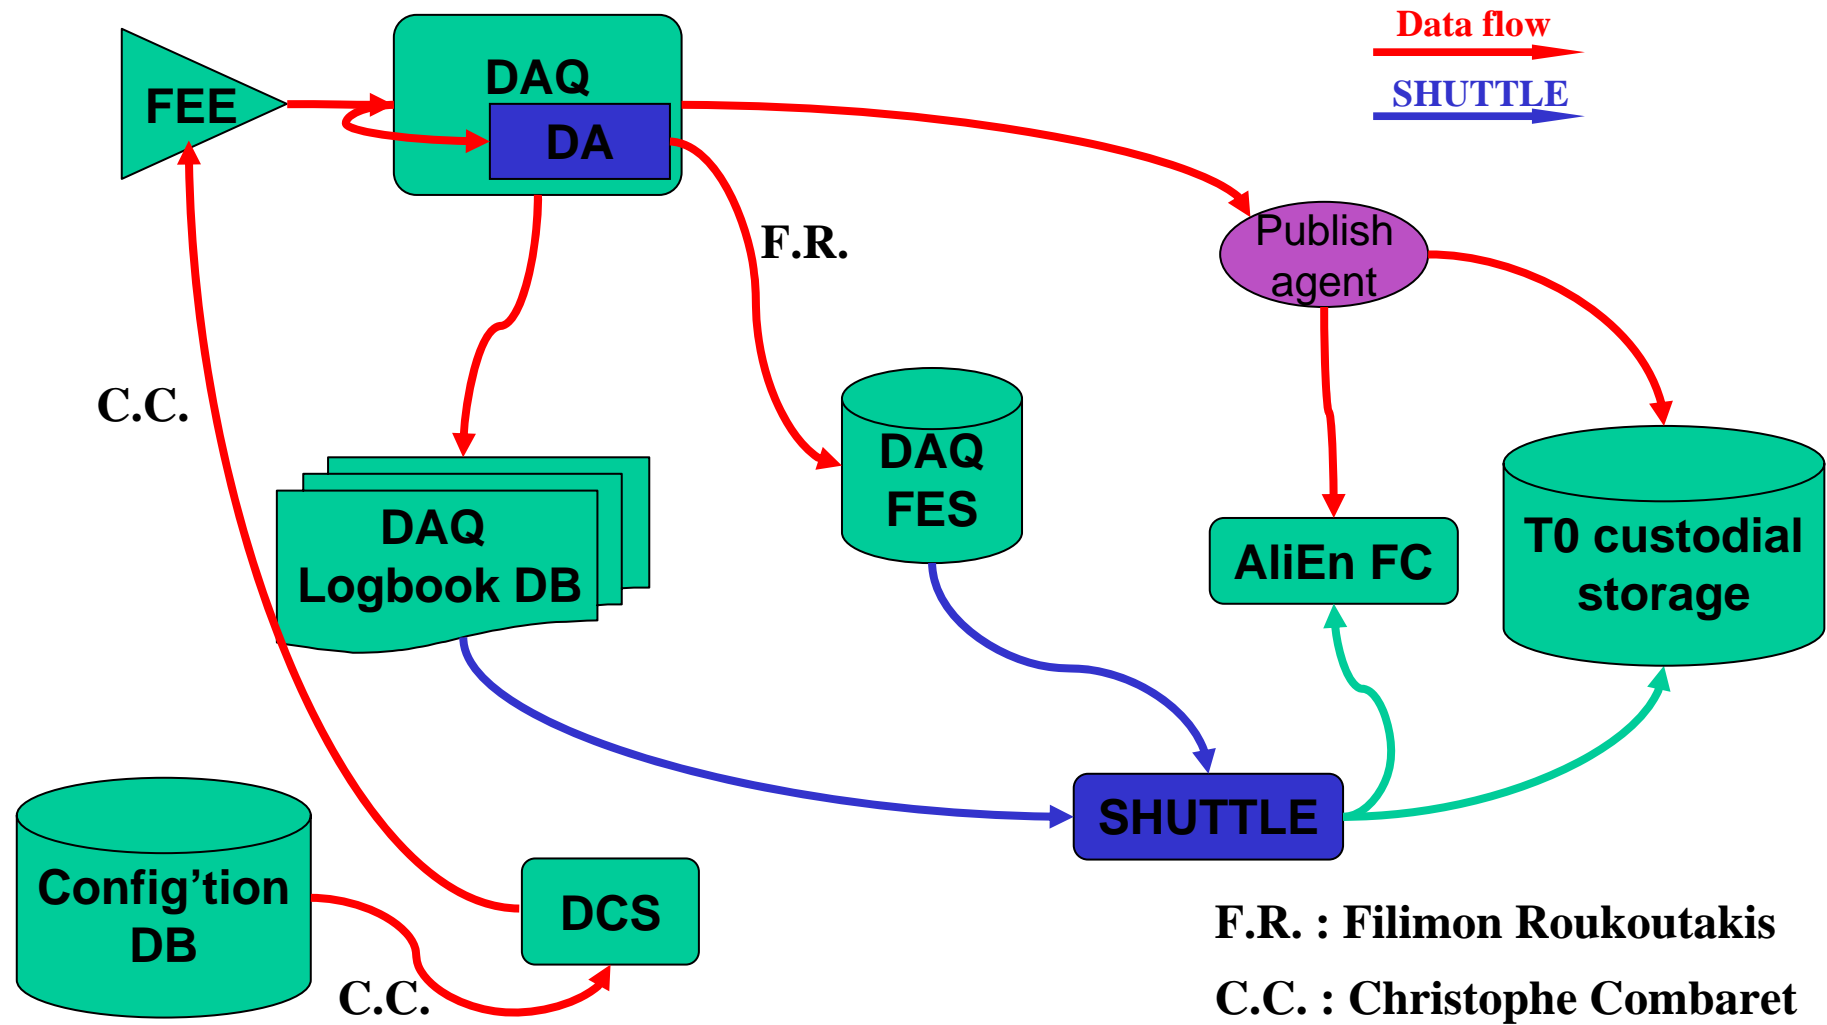 Data flow
SHUTTLE
FEE
DAQ
DA
F.R.
Publish
agent
C.C.
DAQ
FES
DAQ
Logbook DB
AliEn FC
T0 custodial
storage
SHUTTLE
Config’tion
DB
DCS
C.C.
F.R. : Filimon Roukoutakis
C.C. : Christophe Combaret